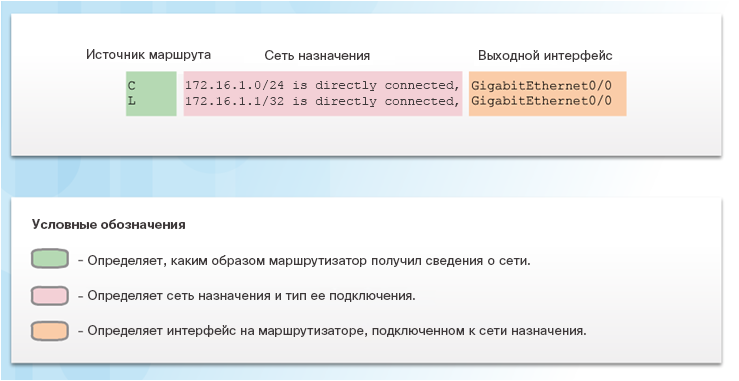 Источник маршрута Сеть назначения Выходной интерфейс
C 172.16.1.0/24 is directly connected, GigabitEthernet0/0
L 172.16.1.1/32 is directly connected, GigabitEthernet0/0
Условные обозначения
- Определяет, каким образом маршрутизатор получил сведения о сети.
- Определяет сеть назначения и тип ее подключения.
- Определяет интерфейс на маршрутизаторе, подключенном к сети назначения.